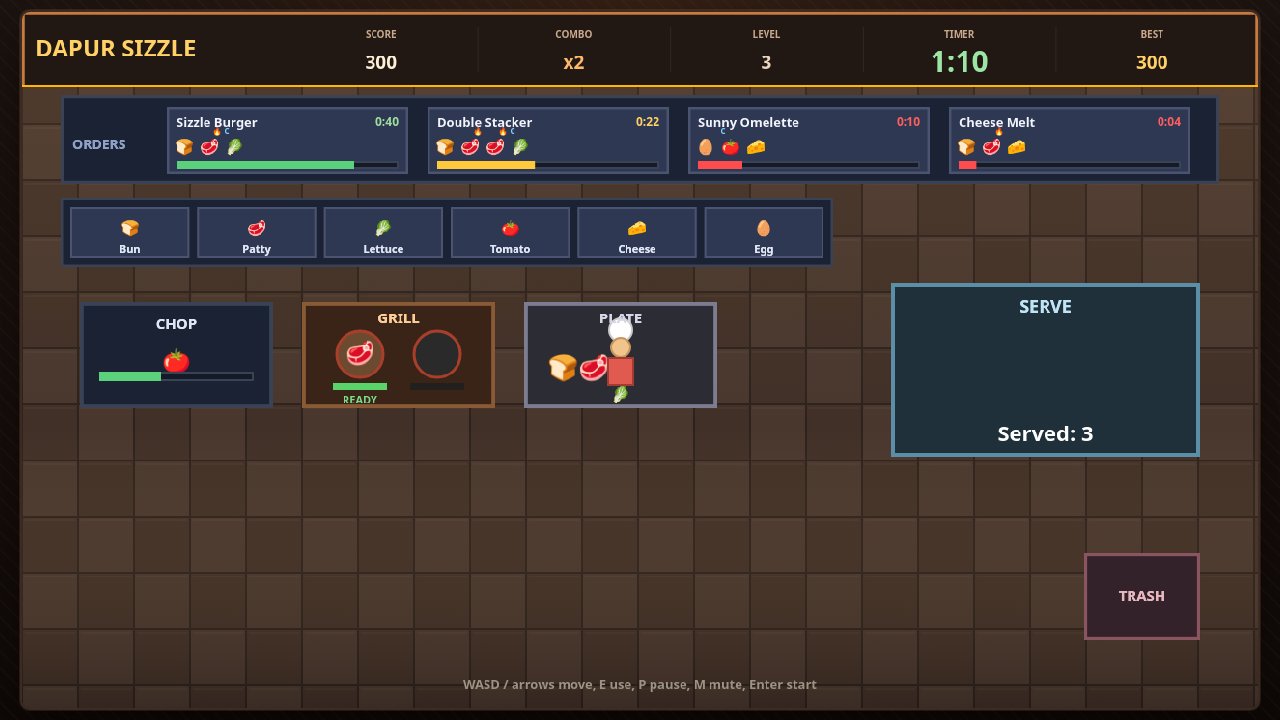 DAPUR SIZZLE
SCORE
300
COMBO
x2
LEVEL
3
TIMER
1:10
BEST
300
ORDERS
Sizzle Burger 0:40
C
Double Stacker 0:22
C
Sunny Omelette 0:10
C
Cheese Melt 0:04
Bun
Patty
Lettuce
Tomato
Cheese
Egg
CHOP
GRILL
READY
PLATE
SERVE
Served: 3
TRASH
WASD / arrows move, E use, P pause, M mute, Enter start